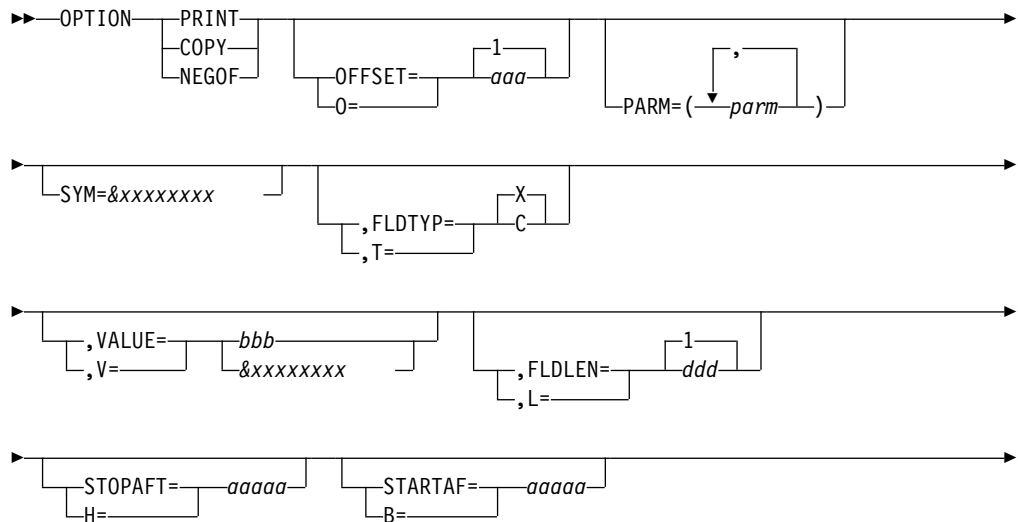 OPTION PRINT 1 ,
COPY OFFSET= aaa
NEGOF O= PARM=( parm )
SYM=&xxxxxxxx X
,FLDTYP= C
,T=
,VALUE= bbb 1
,V= &xxxxxxxx ,FLDLEN= ddd
,L=
STOPAFT= aaaaa STARTAF= aaaaa
H= B=